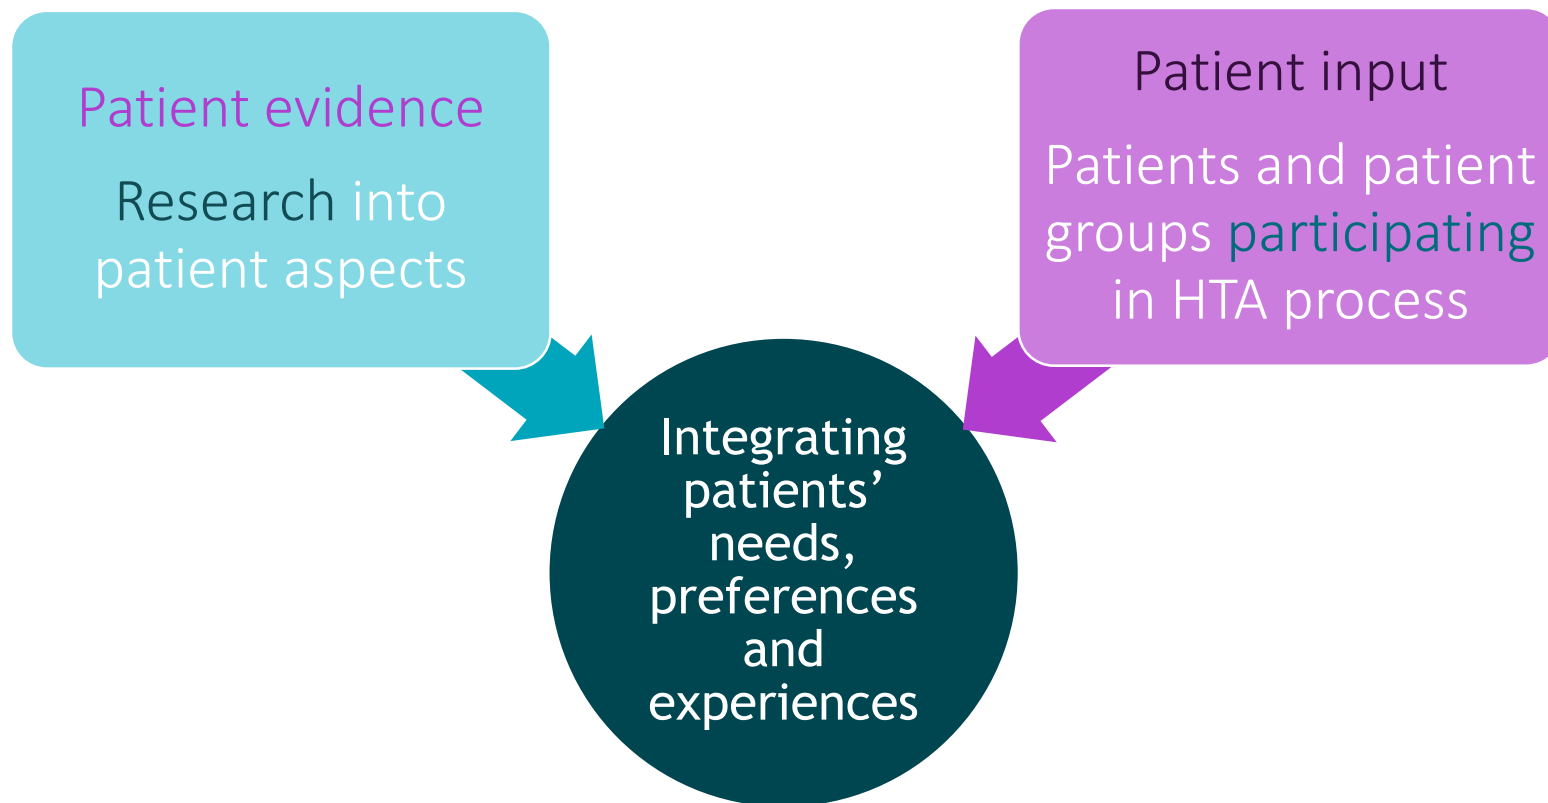 Patient evidence
Research into
patient aspects
Patient input
Patients and patient
groups participating
in HTA process
Integrating
patients’
needs,
preferences
and
experiences